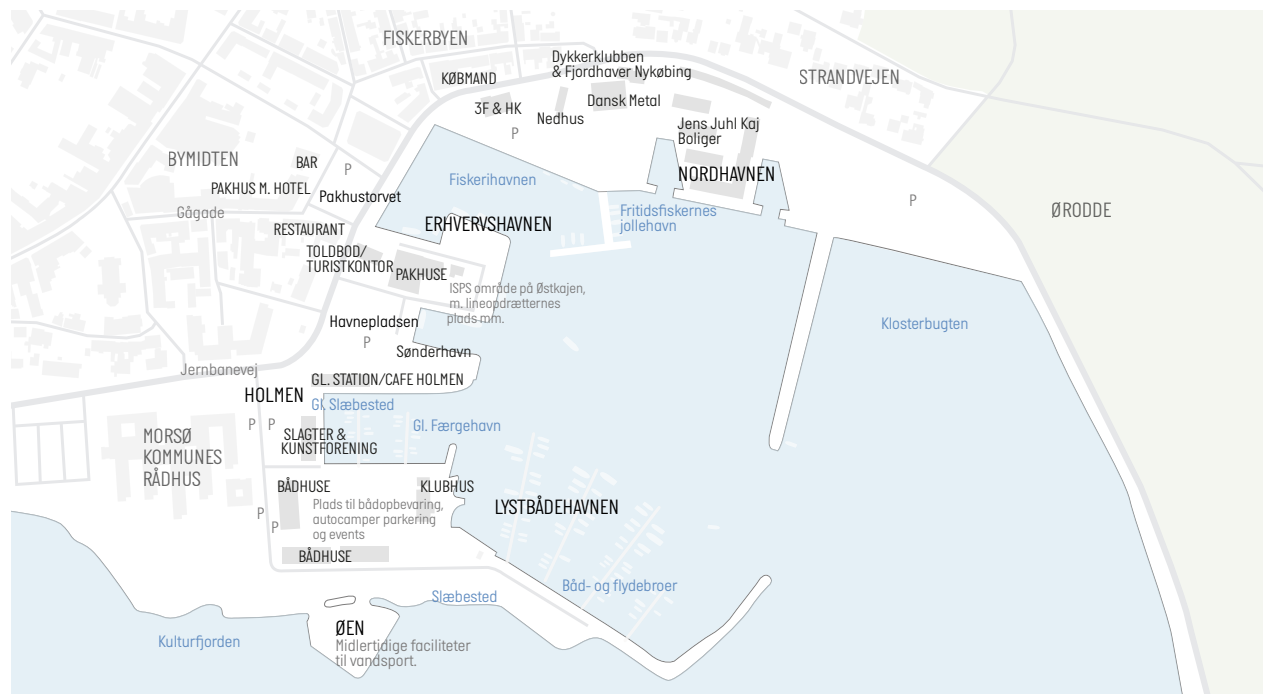 FISKERBYEN
Dykkerklubben
& Fjordhaver Nykøbing
KØBMAND
STRANDVEJEN
Dansk Metal
3F & HK
Nedhus
P
Jens Juhl Kaj
Boliger
BYMIDTEN
BAR
P
Fiskerihavnen
NORDHAVNEN
PAKHUS M. HOTEL
Pakhustorvet
P
Gågade
Fritidsfiskernes
jollehavn
ØRODDE
RESTAURANT
ERHVERVSHAVNEN
TOLDBOD/
TURISTKONTOR
PAKHUSE
ISPS område på Østkajen,
m. lineopdrætternes
plads mm.
Havnepladsen
Klosterbugten
P
Sønderhavn
Jernbanevej
GL. STATION/CAFE HOLMEN
HOLMEN
Gl. Slæbested
P
P
Gl. Færgehavn
MORSØ
KOMMUNES
RÅDHUS
SLAGTER &
KUNSTFORENING
BÅDHUSE
KLUBHUS
Plads til bådopbevaring,
autocamper parkering
og events
LYSTBÅDEHAVNEN
P
P
BÅDHUSE
Båd- og flydebroer
Slæbested
ØEN
Kulturfjorden
Midlertidige faciliteter
til vandsport.